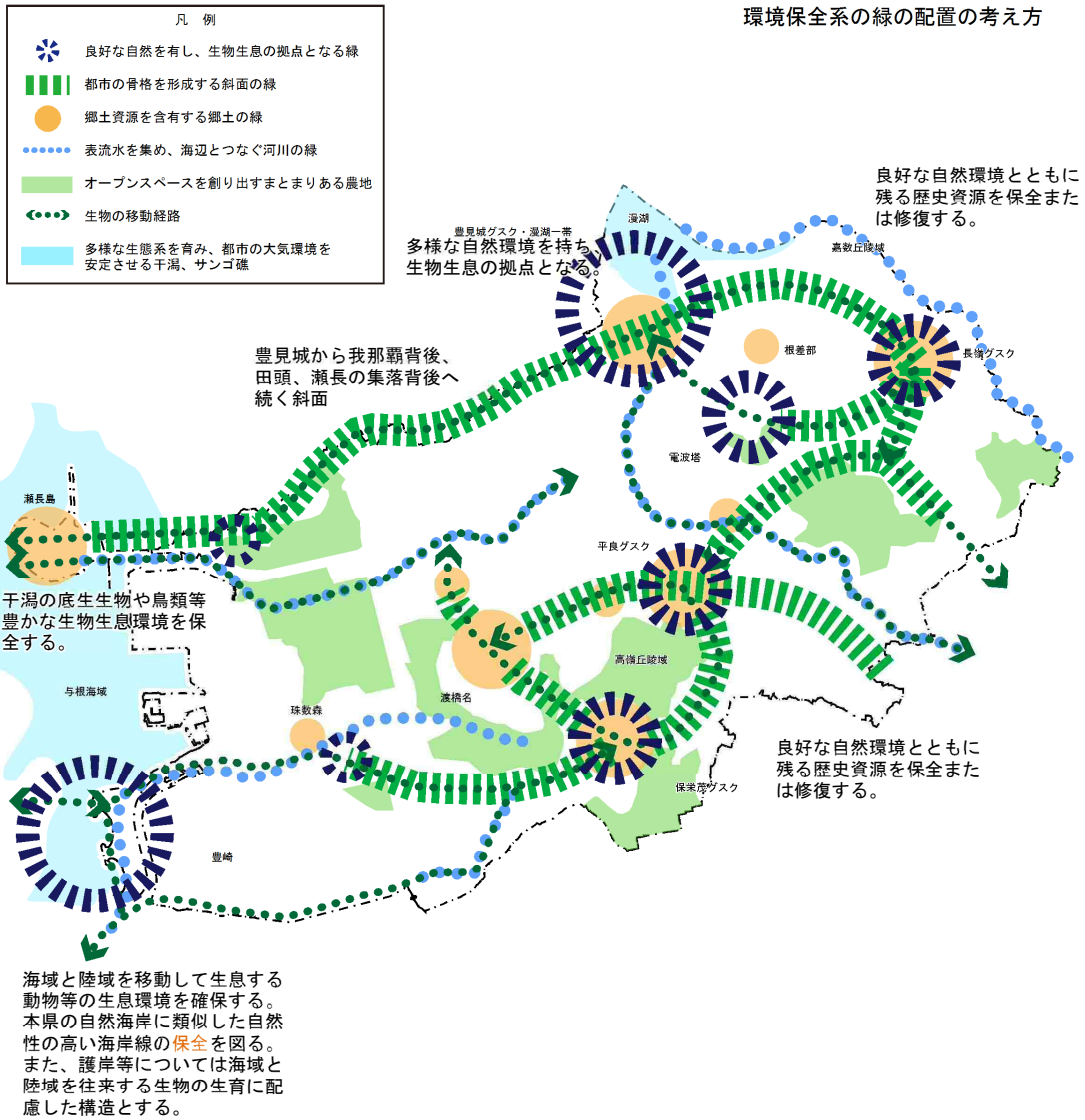 環境保全系の緑の配置の考え方
凡　例
良好な自然を有し、生物生息の拠点となる緑
都市の骨格を形成する斜面の緑
郷土資源を含有する郷土の緑
表流水を集め、海辺とつなぐ河川の緑
オープンスペースを創り出すまとまりある農地
生物の移動経路
多様な生態系を育み、都市の大気環境を
安定させる干潟、サンゴ礁
良好な自然環境とともに
残る歴史資源を保全また
は修復する。
漫湖
豊見城グスク・漫湖一帯
多様な自然環境を持ち、
生物生息の拠点となる。
嘉数丘陵域
根差部
長嶺グスク
豊見城から我那覇背後、
田頭、瀬長の集落背後へ
続く斜面
電波塔
瀬長島
平良グスク
干潟の底生生物や鳥類等
豊かな生物生息環境を保
全する。
高嶺丘陵域
与根海域
渡橋名
珠数森
良好な自然環境とともに
残る歴史資源を保全また
は修復する。
保栄茂グスク
豊崎
海域と陸域を移動して生息する
動物等の生息環境を確保する。
本県の自然海岸に類似した自然
性の高い海岸線の保全を図る。
また、護岸等については海域と
陸域を往来する生物の生育に配
慮した構造とする。